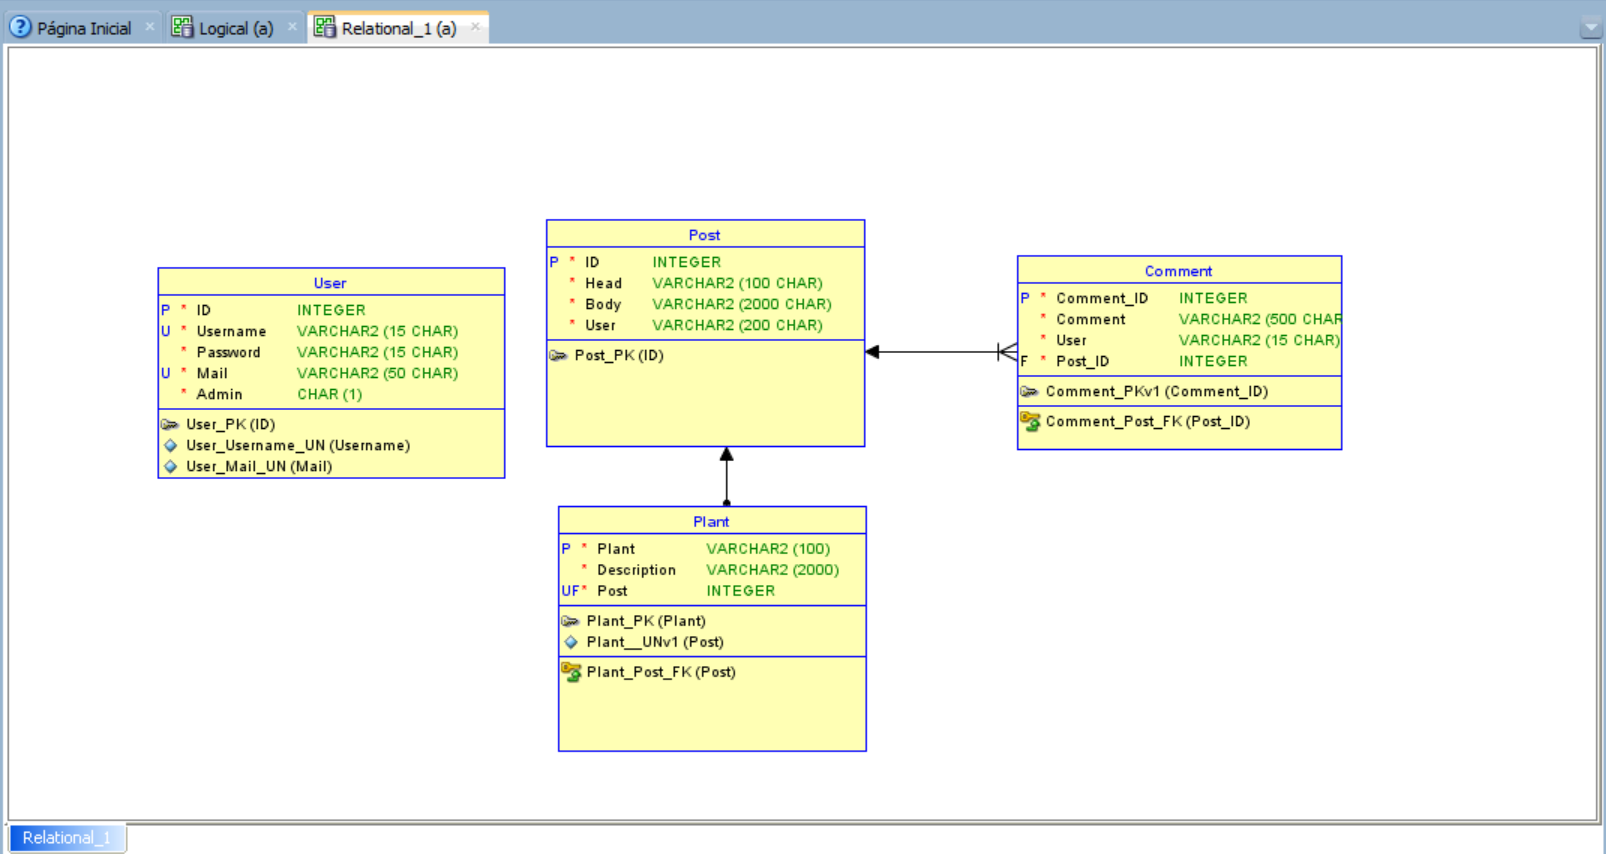 Página Inicial
Logical (a)
Relational_1 (a)
User
P * ID INTEGER
U * Username VARCHAR2 (15 CHAR)
* Password VARCHAR2 (15 CHAR)
U * Mail VARCHAR2 (50 CHAR)
* Admin CHAR (1)
User_PK (ID)
User_Username_UN (Username)
User_Mail_UN (Mail)
Post
P * ID INTEGER
* Head VARCHAR2 (100 CHAR)
* Body VARCHAR2 (2000 CHAR)
* User VARCHAR2 (200 CHAR)
Post_PK (ID)
Comment
P * Comment_ID INTEGER
* Comment VARCHAR2 (500 CHAR
* User VARCHAR2 (15 CHAR)
F * Post_ID INTEGER
Comment_PKv1 (Comment_ID)
Comment_Post_FK (Post_ID)
Plant
P * Plant VARCHAR2 (100)
* Description VARCHAR2 (2000)
UF* Post INTEGER
Plant_PK (Plant)
Plant__UNv1 (Post)
Plant_Post_FK (Post)
Relational_1